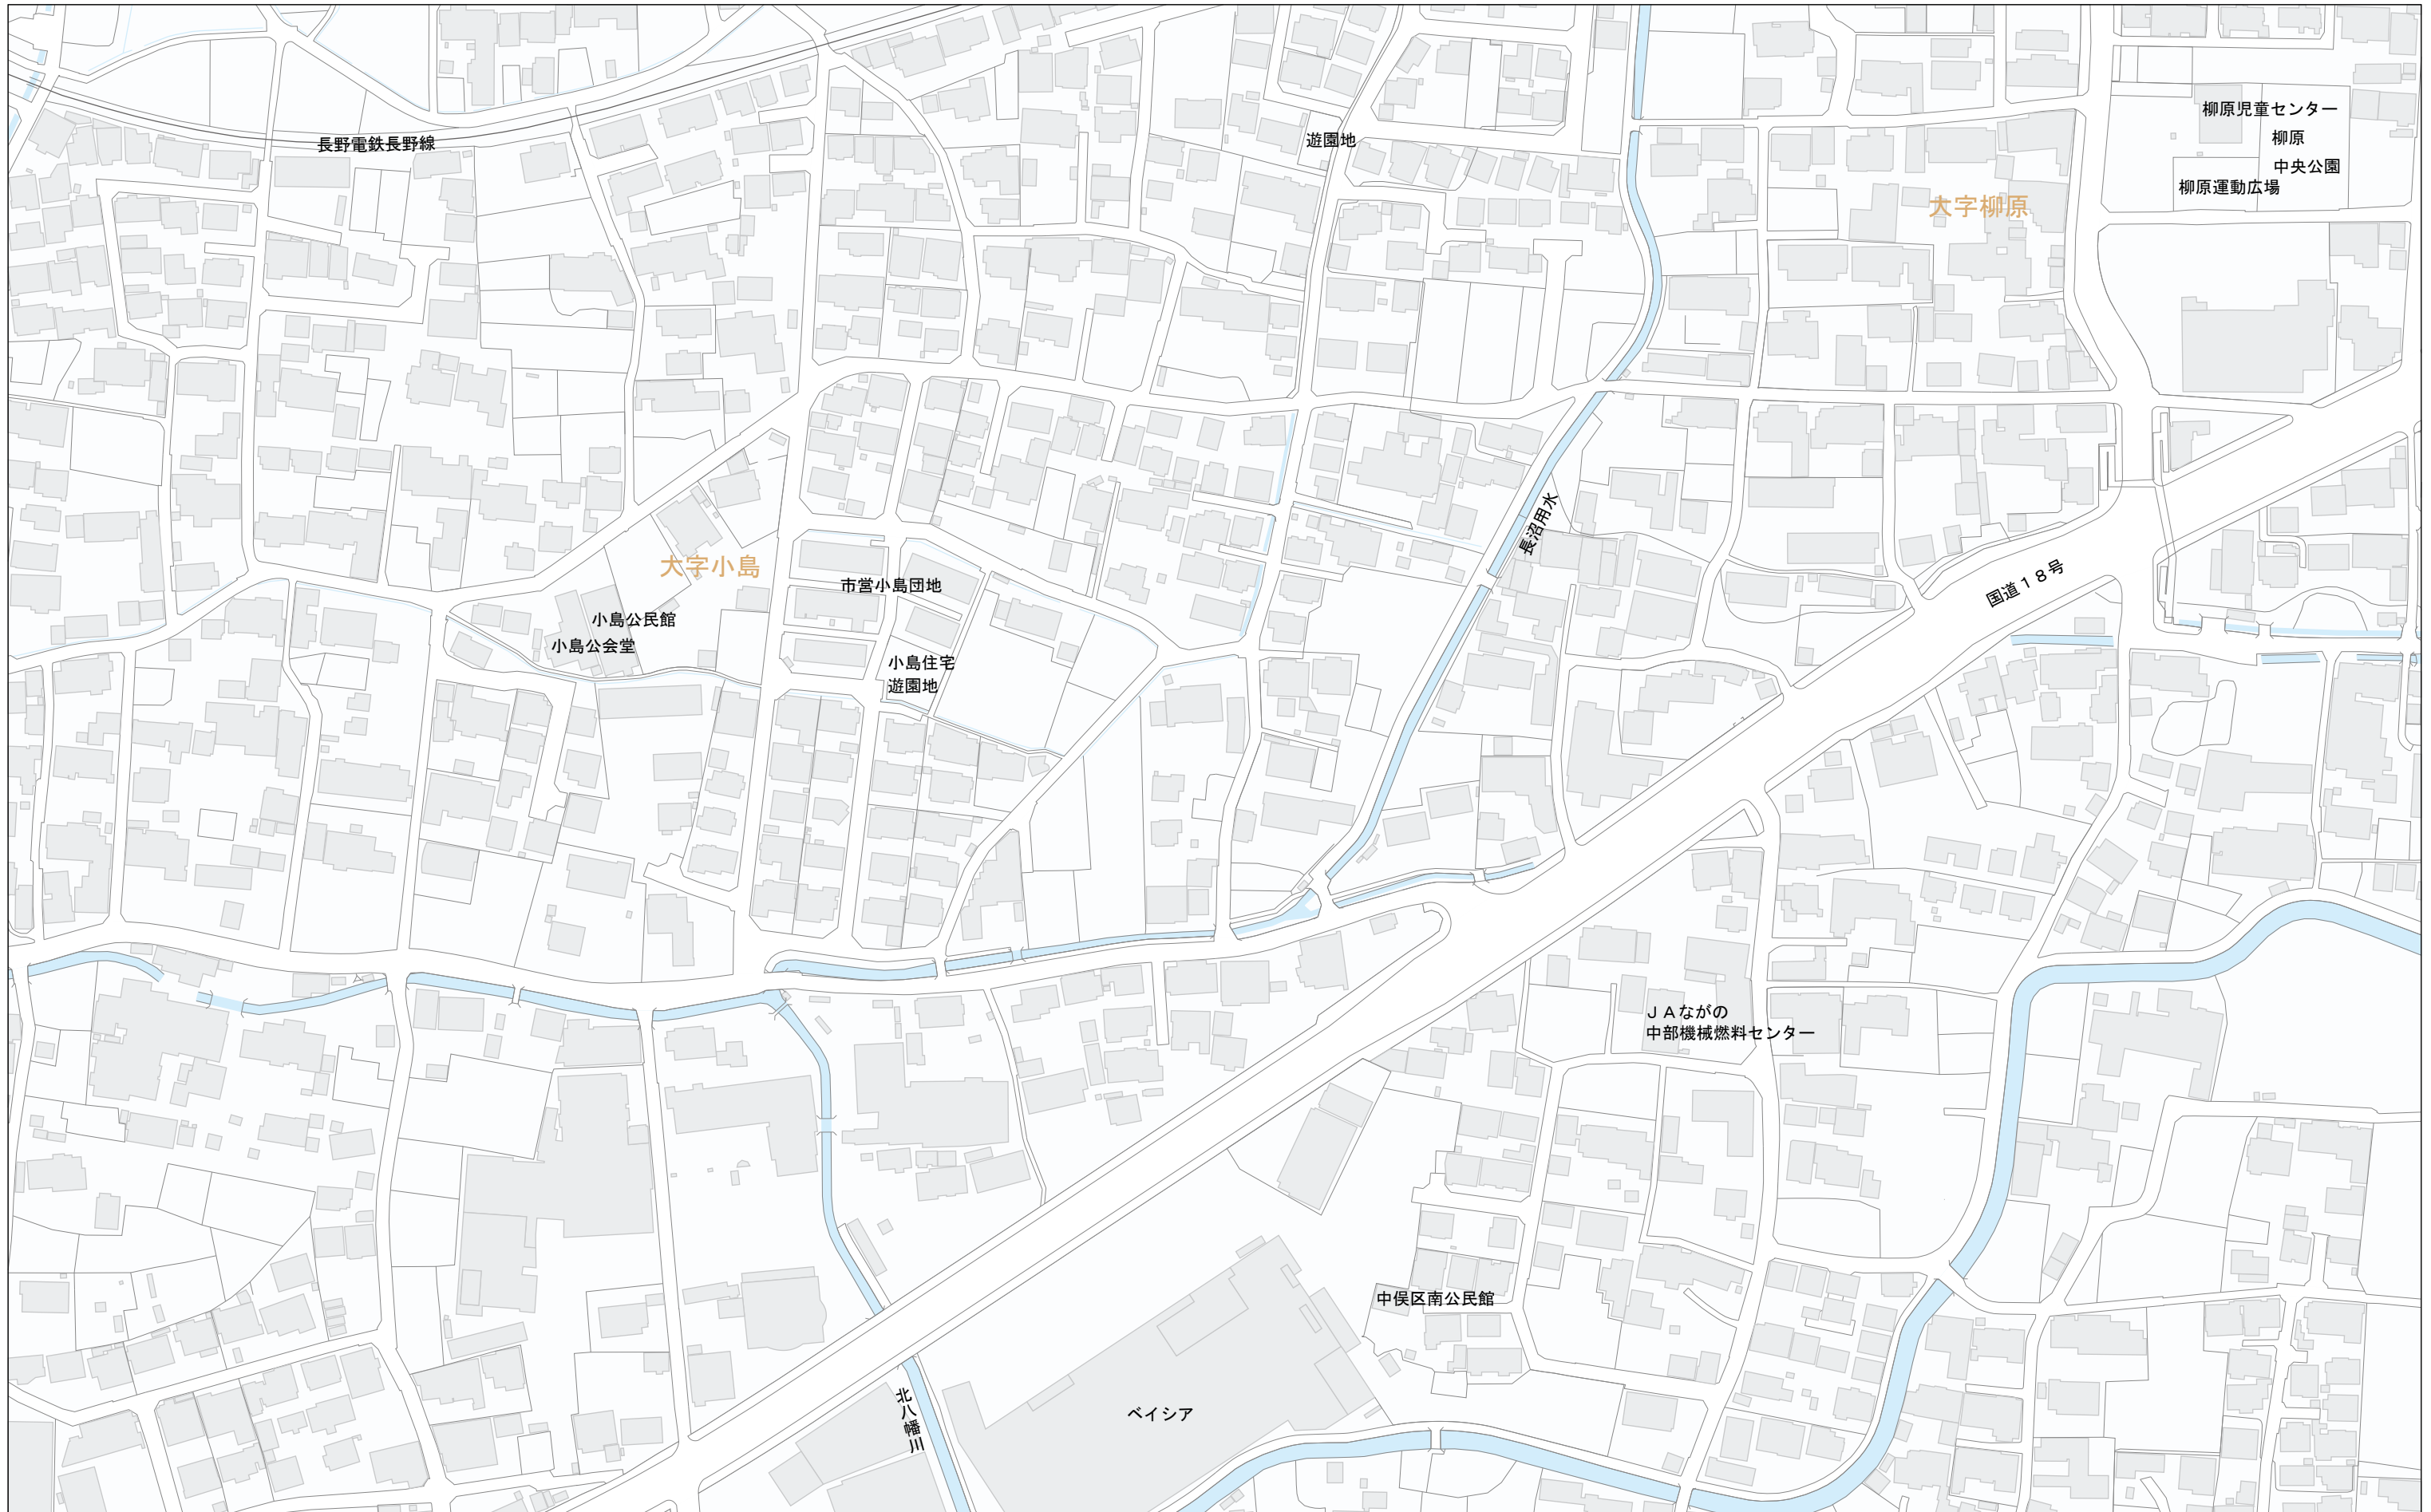 柳原児童センター
柳原
中央公園
柳原運動広場
長野電鉄長野線
遊園地
大字柳原
長沼用水
大字小島
市営小島団地
国道18号
小島公民館
小島公会堂
小島住宅
遊園地
JAながの
中部機械燃料センター
中俣区南公民館
北八幡川
ベイシア